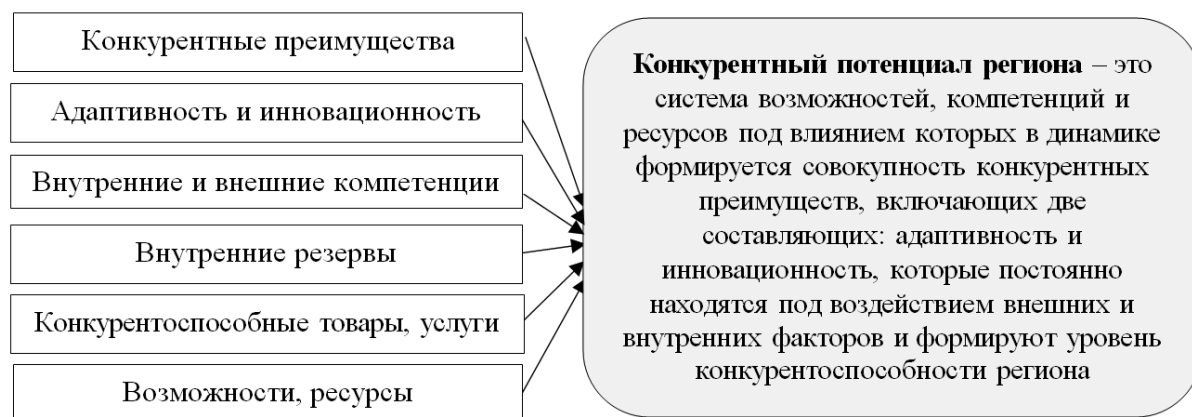 Конкурентные преимущества
Адаптивность и инновационность
Внутренние и внешние компетенции
Внутренние резервы
Конкурентоспособные товары, услуги
Возможности, ресурсы
Конкурентный потенциал региона – это
система возможностей, компетенций и
ресурсов под влиянием которых в динамике
формируется совокупность конкурентных
преимуществ, включающих две
составляющих: адаптивность и
инновационность, которые постоянно
находятся под воздействием внешних и
внутренних факторов и формируют уровень
конкурентоспособности региона